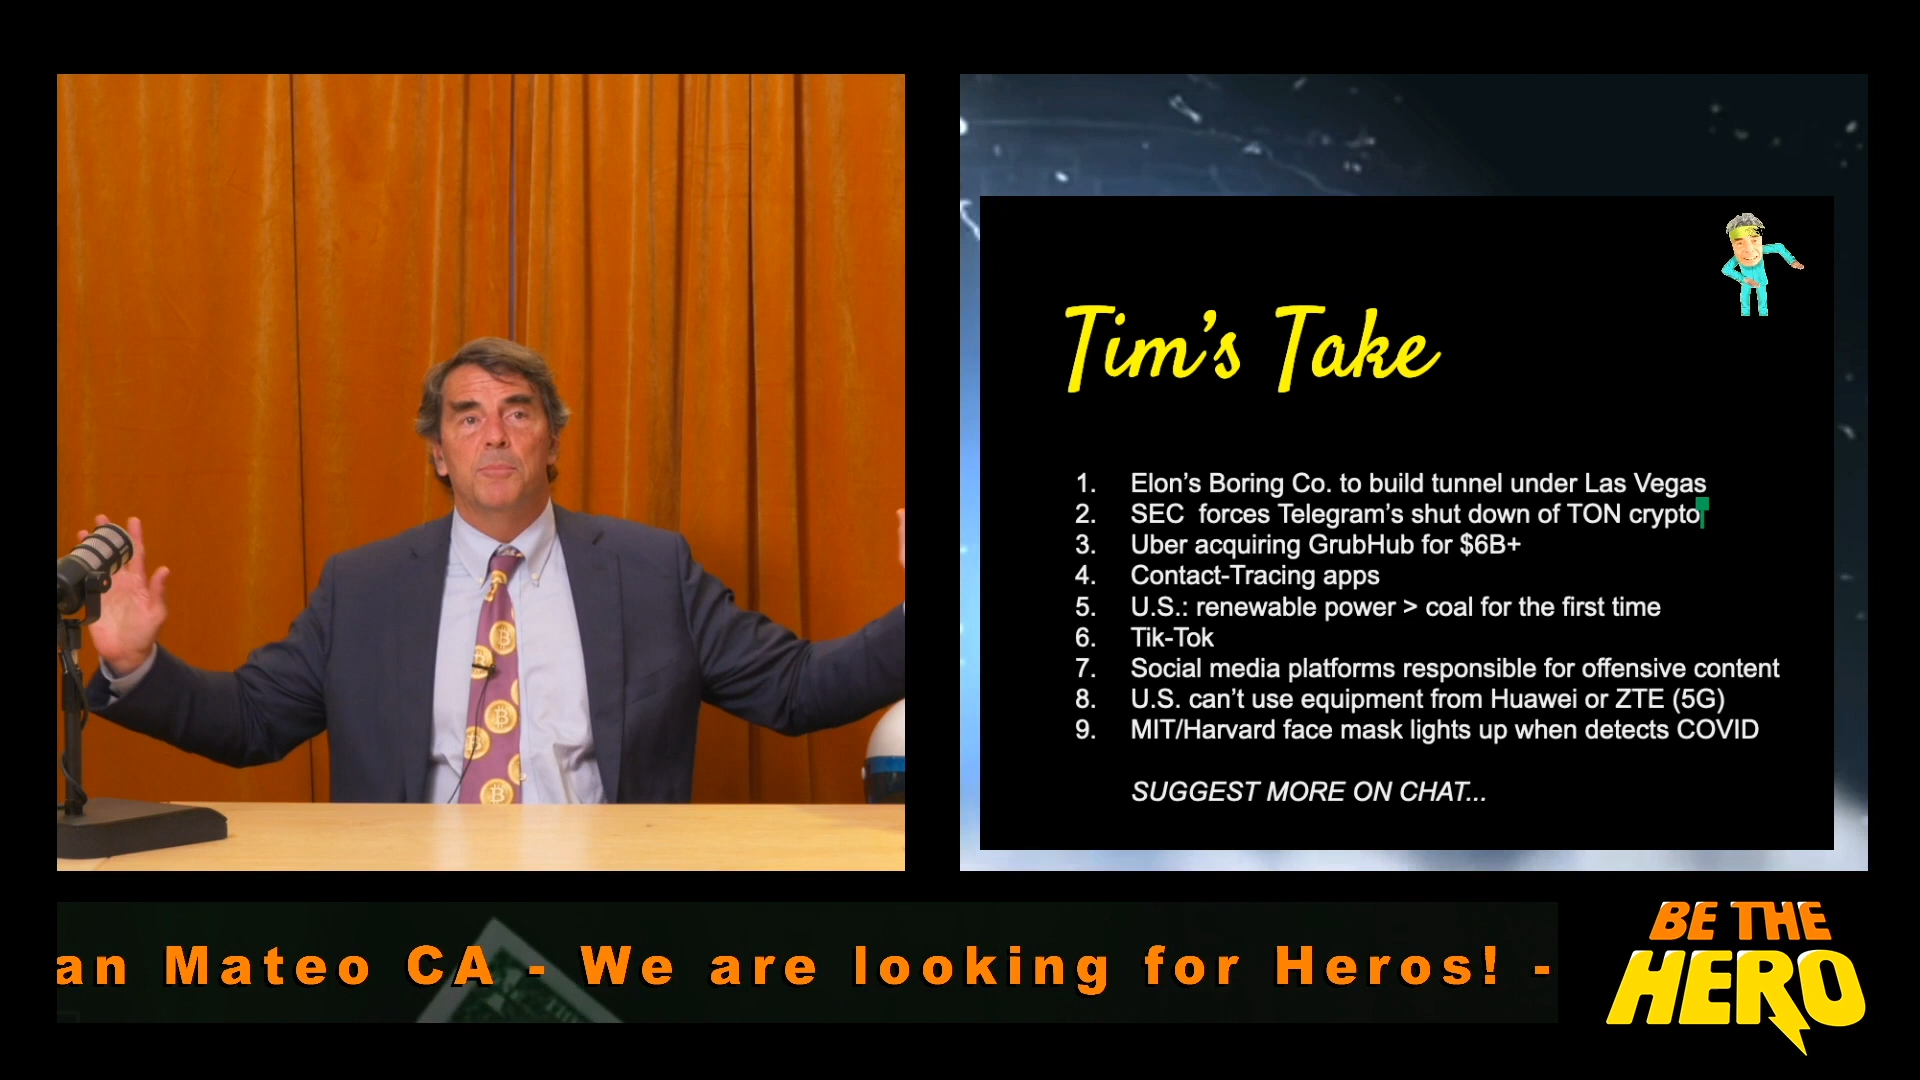 Tim's Take
1. Elon's Boring Co. to build tunnel under Las Vegas
2. SEC  forces Telegram's shut down of TON crypto
3. Uber acquiring GrubHub for $6B+
4. Contact-Tracing apps
5. U.S.: renewable power > coal for the first time
6. Tik-Tok
7. Social media platforms responsible for offensive content
8. U.S. can't use equipment from Huawei or ZTE (5G)
9. MIT/Harvard face mask lights up when detects COVID
SUGGEST MORE ON CHAT...
an Mateo CA - We are looking for Heros! -
BE THE
HERO